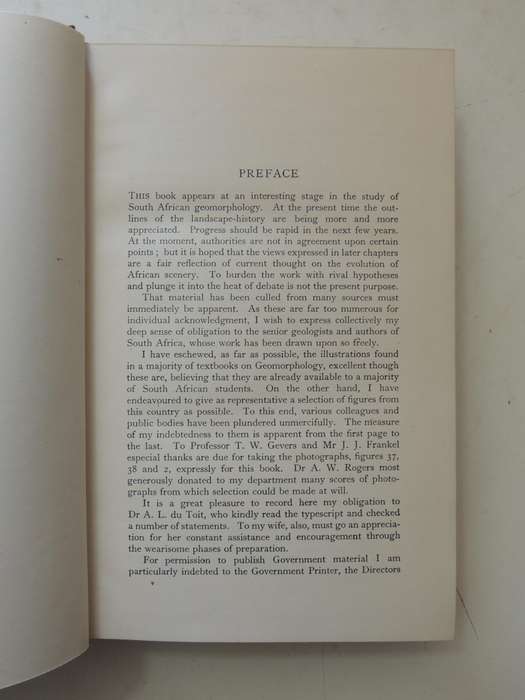 PREFACE
THIS book appears at an interesting stage in the study of
South African geomorphology. At the present time the out-
lines of the landscape-history are being more and more
appreciated. Progress should be rapid in the next few years.
At the moment, authorities are not in agreement upon certain
points; but it is hoped that the views expressed in later chapters
are a fair reflection of current thought on the evolution of
African scenery. To burden the work with rival hypotheses
and plunge it into the heat of debate is not the present purpose.
That material has been culled from many sources must
immediately be apparent. As these are far too numerous for
individual acknowledgment, I wish to express collectively my
deep sense of obligation to the senior geologists and authors of
South Africa, whose work has been drawn upon so freely.
I have eschewed, as far as possible, the illustrations found
in a majority of textbooks on Geomorphology, excellent though
these are, believing that they are already available to a majority
of South African students. On the other hand, I have
endeavoured to give as representative a selection of figures from
this country as possible. To this end, various colleagues and
public bodies have been plundered unmercifully. The measure
of my indebtedness to them is apparent from the first page to
the last. To Professor T. W. Gevers and Mr J. J. Frankel
especial thanks are due for taking the photographs, figures 37,
38 and 2, expressly for this book. Dr A. W. Rogers most
generously donated to my department many scores of photo-
graphs from which selection could be made at will.
It is a great pleasure to record here my obligation to
Dr A. L. du Toit, who kindly read the typescript and checked
a number of statements. To my wife, also, must go an apprecia-
tion for her constant assistance and encouragement through
the wearisome phases of preparation.
For permission to publish Government material I am
particularly indebted to the Government Printer, the Directors
v